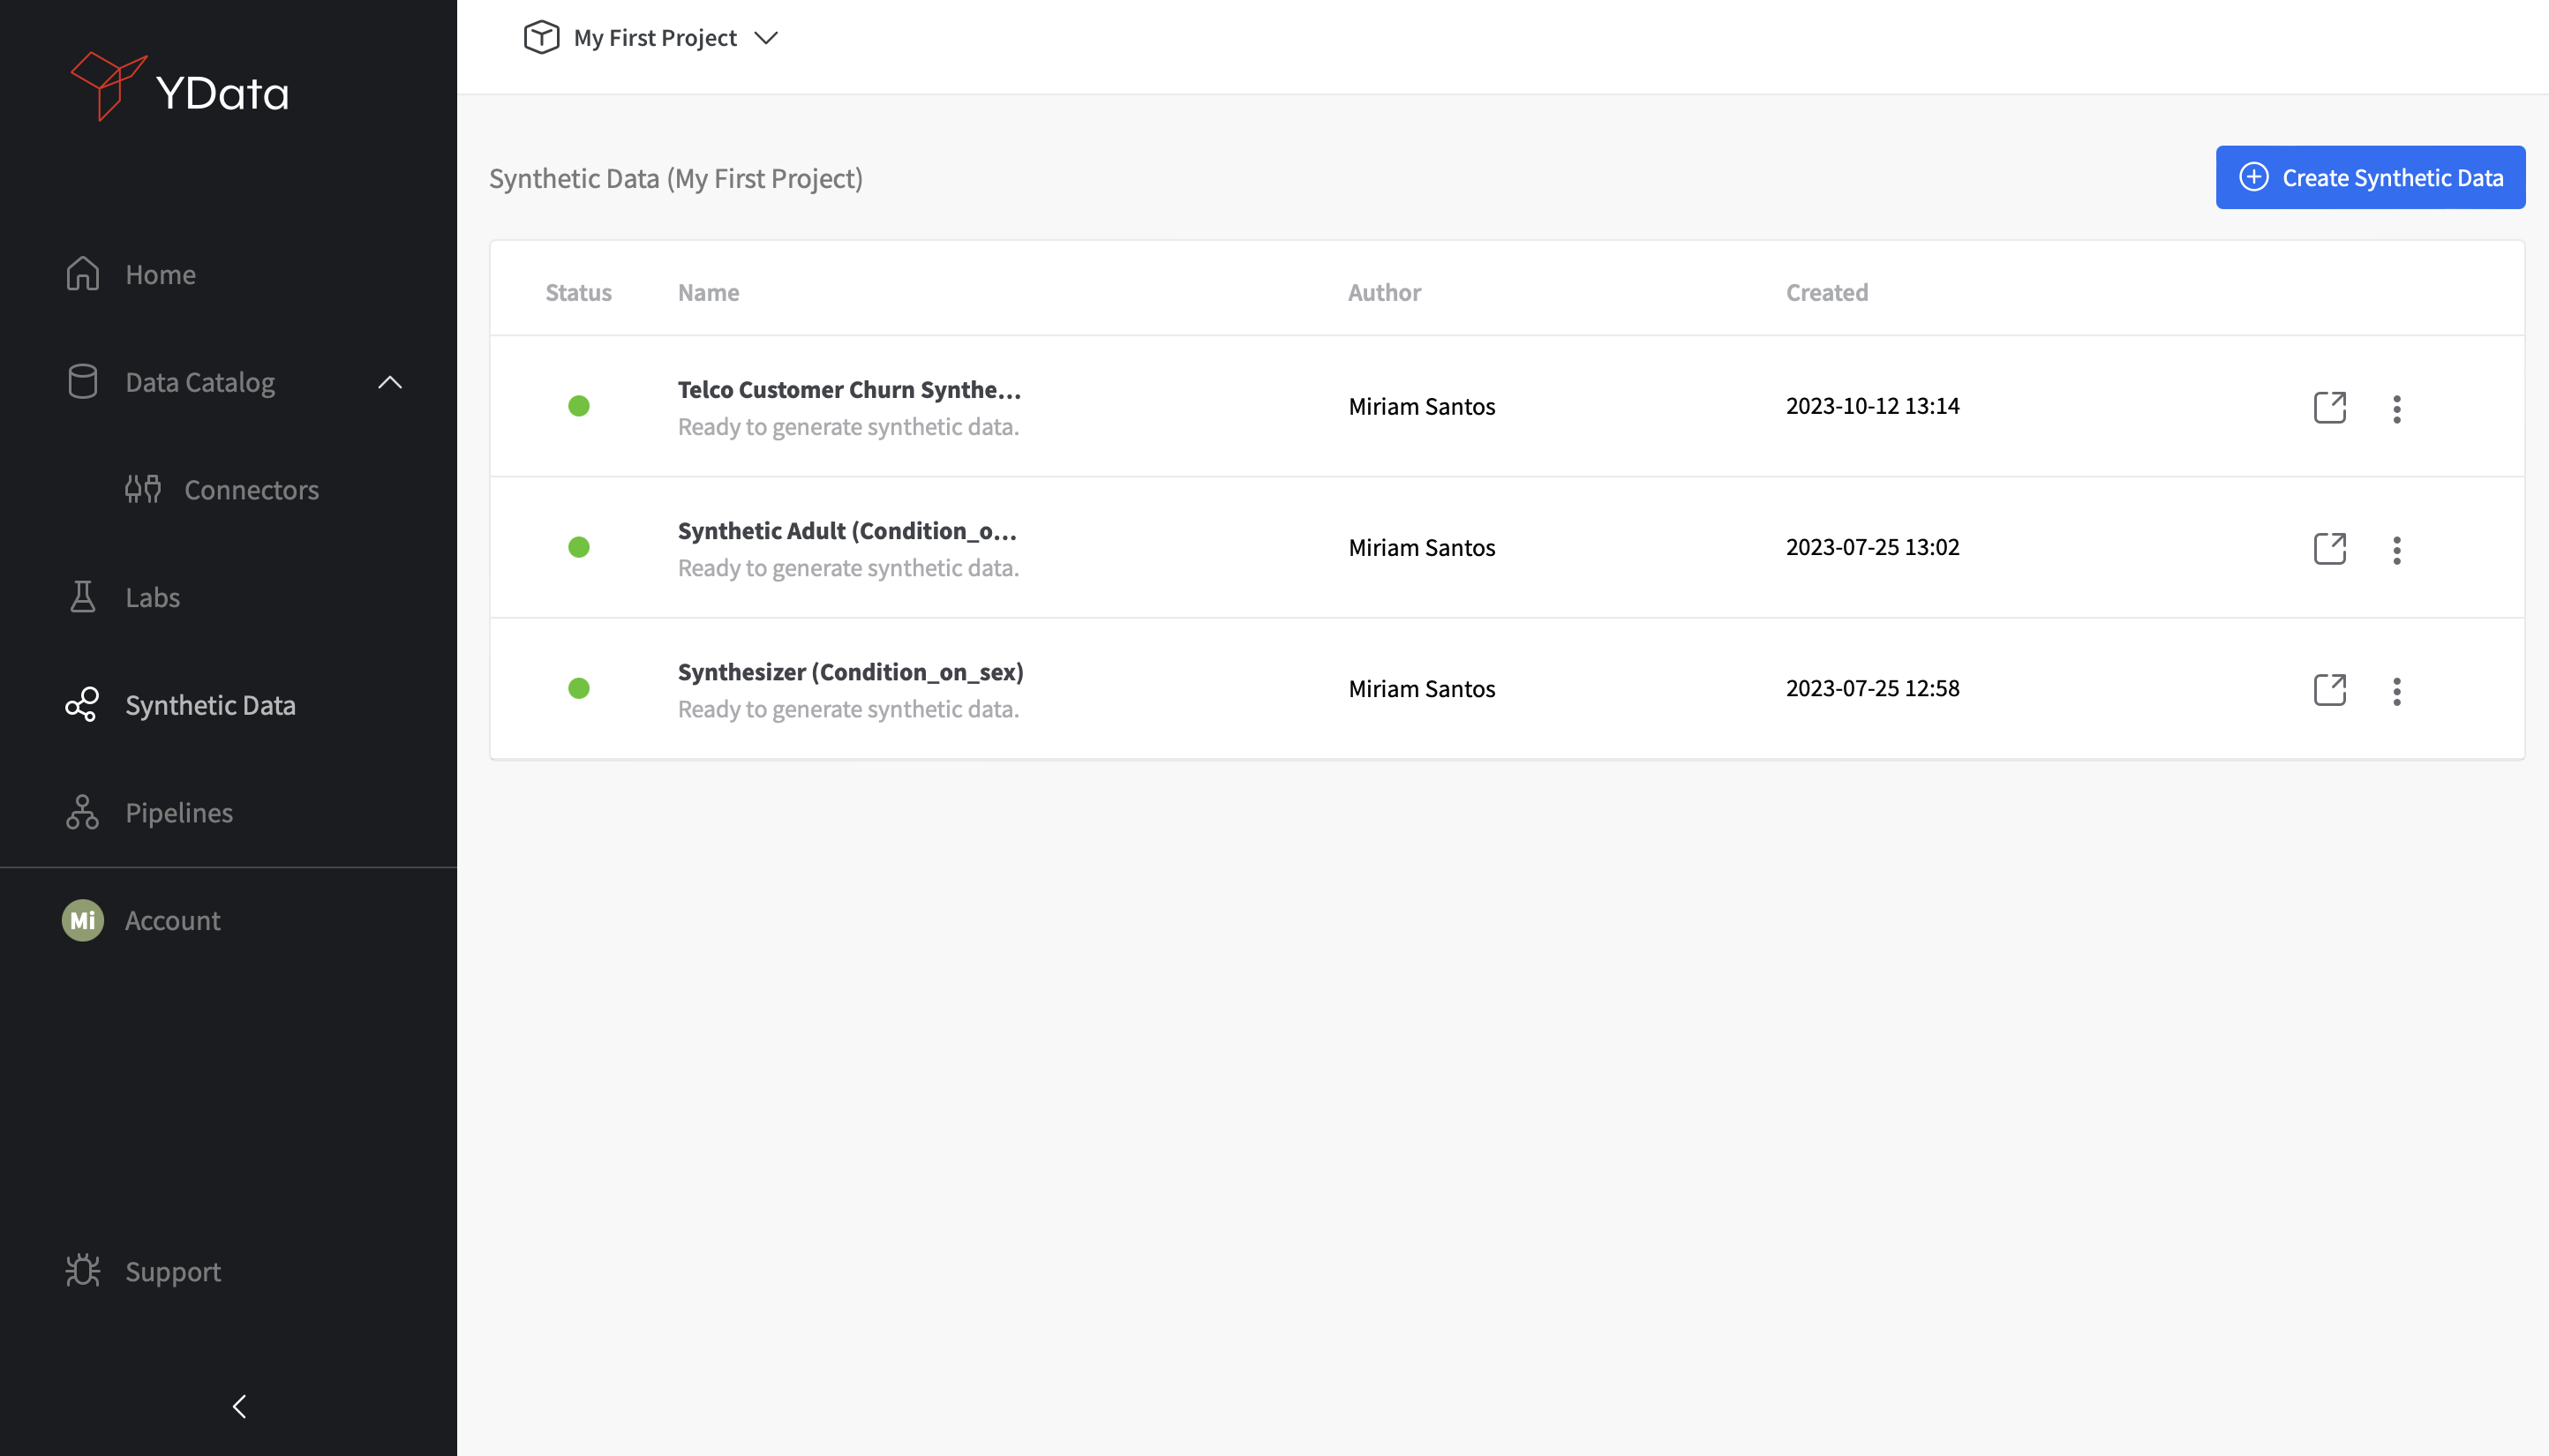 YData
Home
Data Catalog
Connectors
Labs
Synthetic Data
Pipelines
Mi Account
Support
My First Project
Synthetic Data (My First Project)
Create Synthetic Data
Status Name Author Created
Telco Customer Churn Synthe...
Ready to generate synthetic data.
Miriam Santos
2023-10-12 13:14
Synthetic Adult (Condition_o...
Ready to generate synthetic data.
Miriam Santos
2023-07-25 13:02
Synthesizer (Condition_on_sex)
Ready to generate synthetic data.
Miriam Santos
2023-07-25 12:58